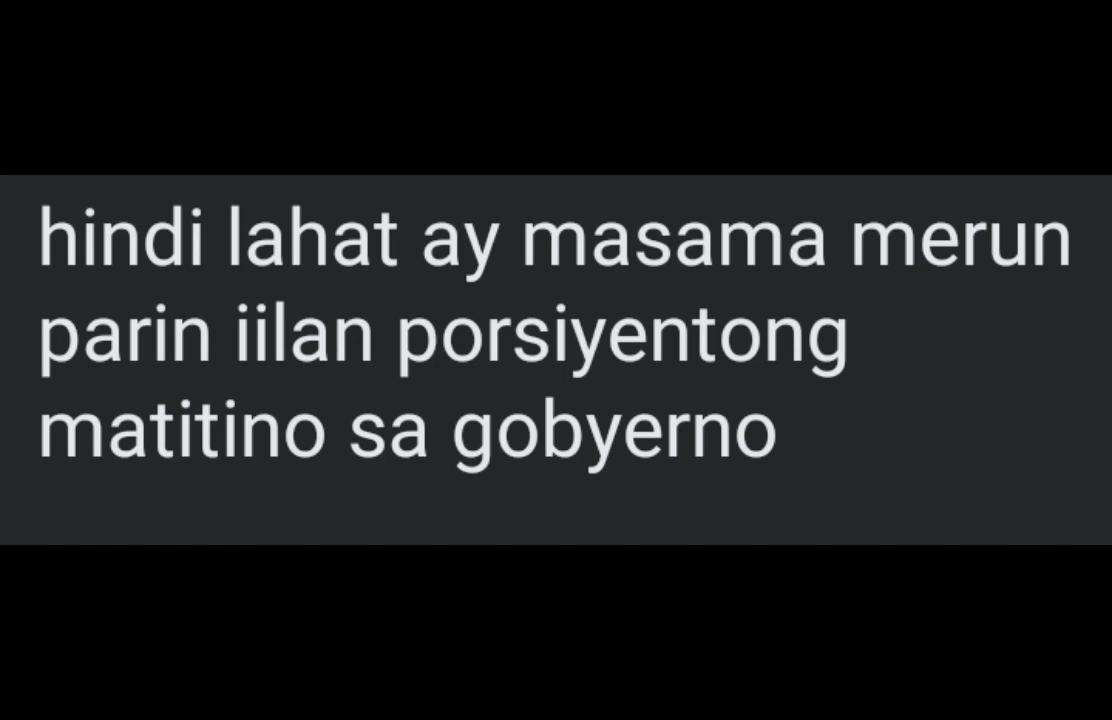 hindi lahat ay masama merun
parin iilan porsiyentong
matitino sa gobyerno